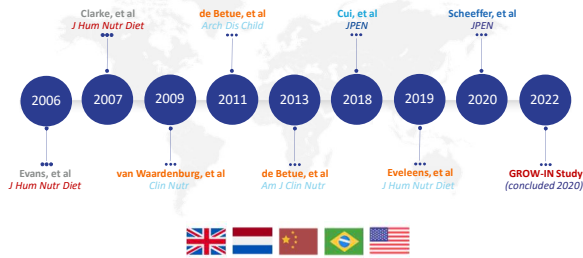 Clarke, et al
J Hum Nutr Diet
de Betue, et al
Arch Dis Child
Cui, et al
JPEN
Scheeffer, et al
JPEN
2006
2007
2009
2011
2013
2018
2019
2020
2022
Evans, et al
J Hum Nutr Diet
van Waardenburg, et al
Clin Nutr
de Betue, et al
Am J Clin Nutr
Eveleens, et al
J Hum Nutr Diet
GROW-IN Study
(concluded 2020)